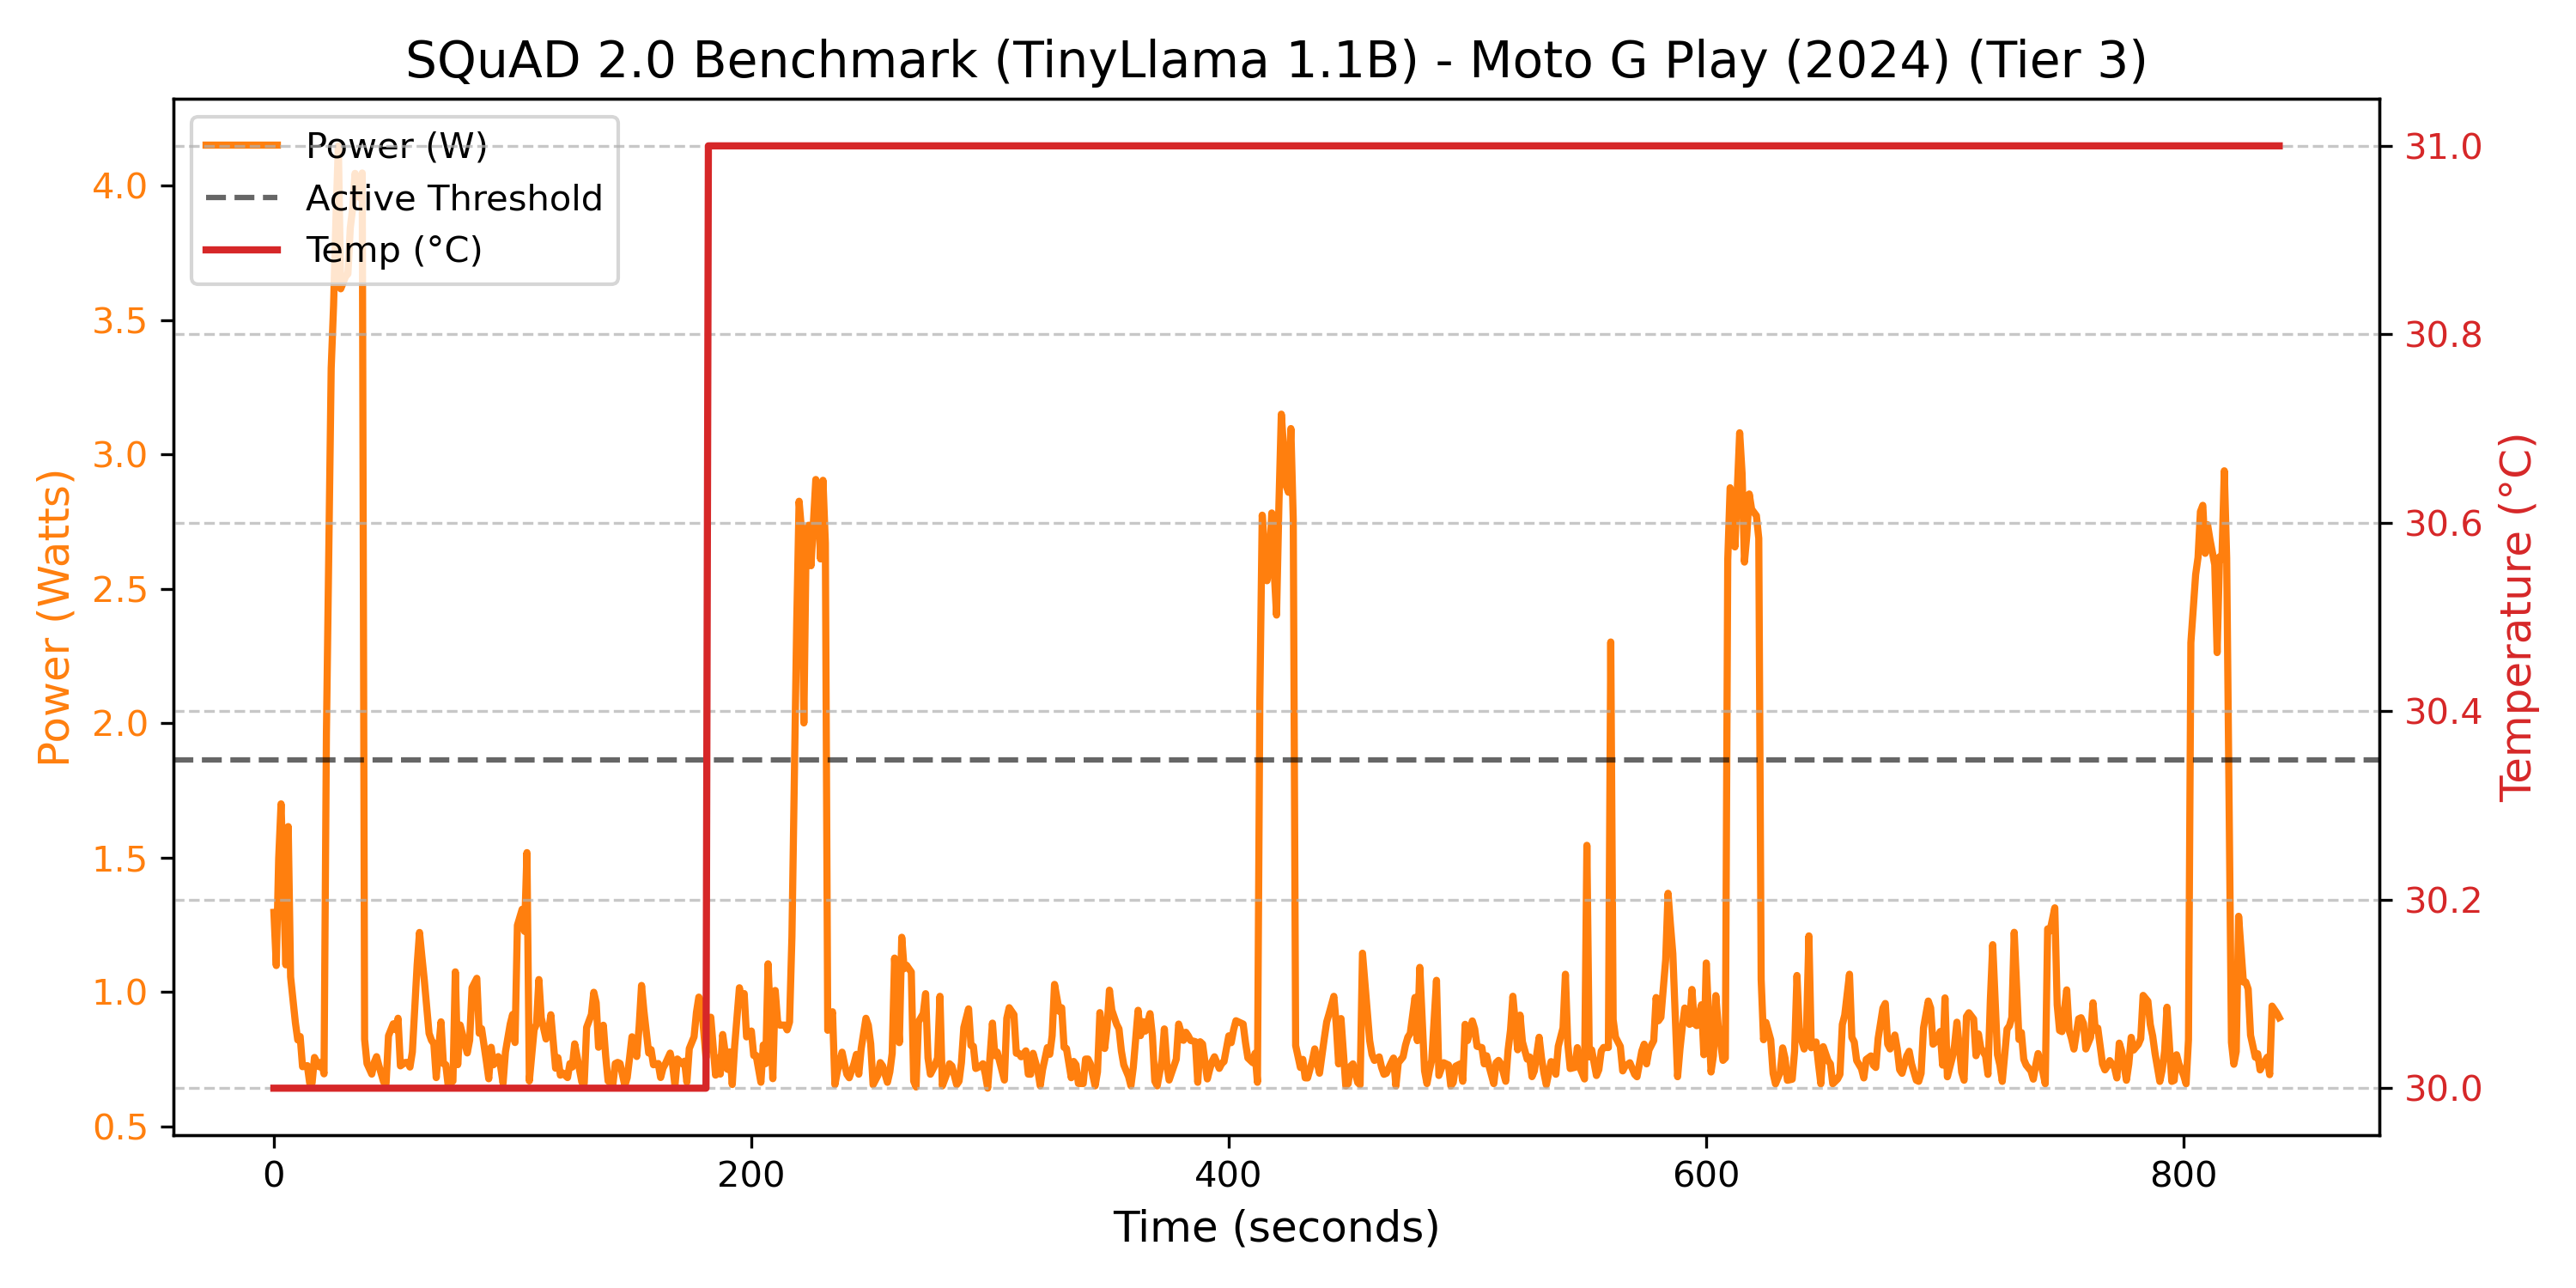 SQuAD 2.0 Benchmark (TinyLlama 1.1B) - Moto G Play (2024) (Tier 3)
Power (W)
Active Threshold
Temp (°C)
Power (Watts)
4.0
3.5
3.0
2.5
2.0
1.5
1.0
0.5
31.0
30.8
30.6
30.4
30.2
30.0
Temperature (°C)
0 200 400 600 800
Time (seconds)